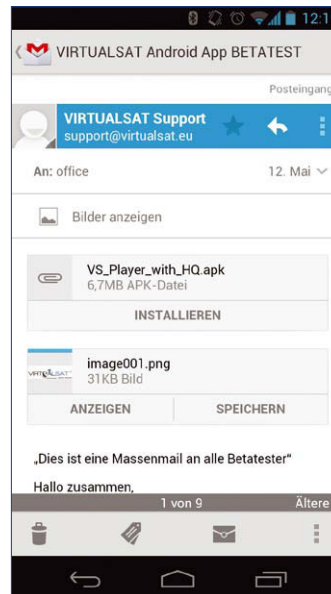 12:1
VIRTUALSAT Android App BETATEST
Posteingang
VIRTUALSAT Support
support@virtualsat.eu
An: office
12. Mai
Bilder anzeigen
VS_Player_with_HQ.apk
6,7MB APK-Datei
INSTALLIEREN
VIRTUALSAT
image001.png
31KB Bild
ANZEIGEN
SPEICHERN
„Dies ist eine Massenmail an alle Betatester“
Hallo zusammen,
1 von 9
Ältere